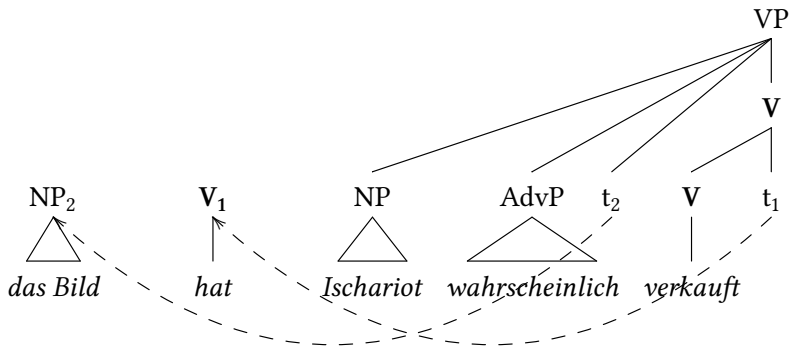 VP
V
NP₂ V₁ NP AdvP t₂ V t₁
das Bild hat Ischariot wahrscheinlich verkauft